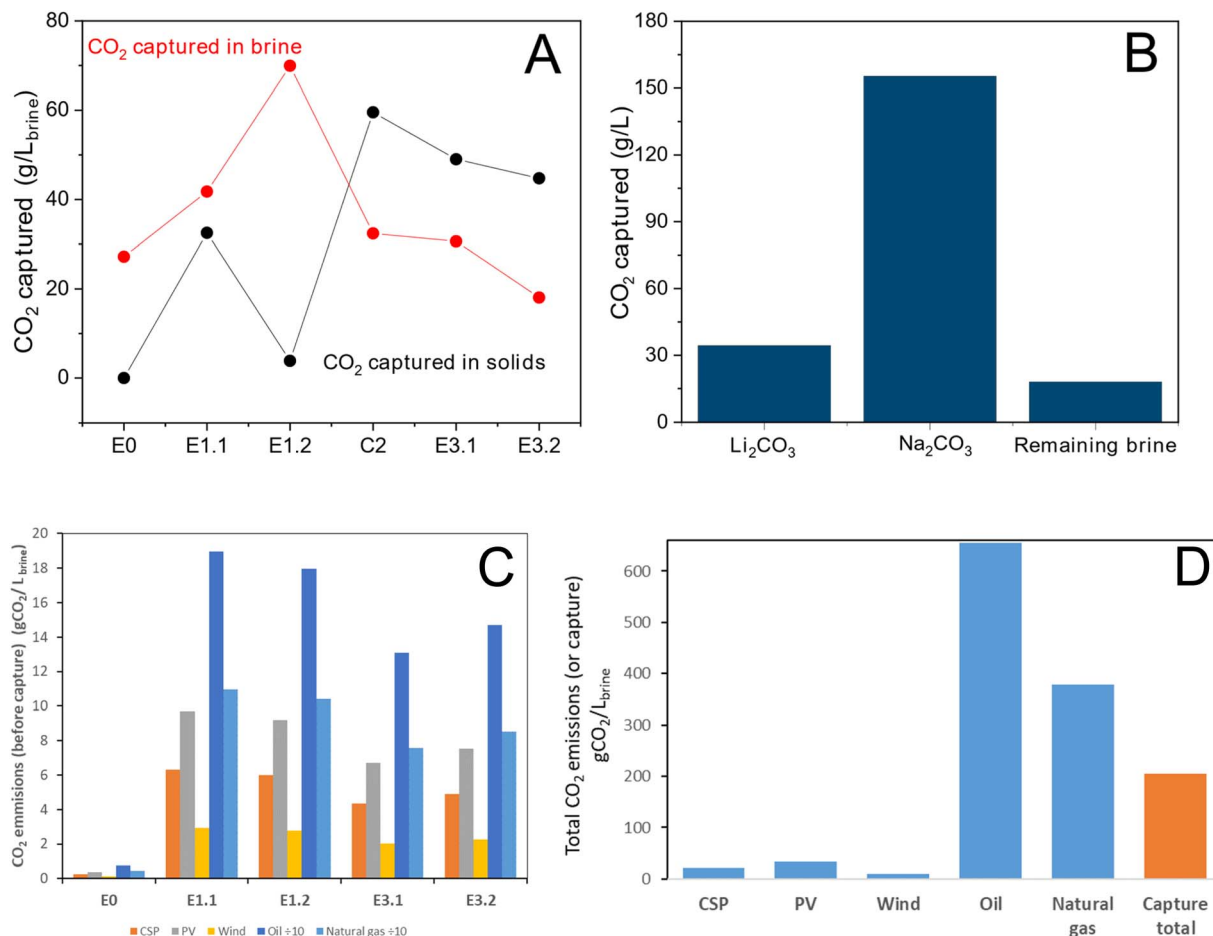 A
CO₂ captured in brine
CO₂ captured in solids
CO₂ captured (g/L_brine)
80
60
40
20
0
E0 E1.1 E1.2 C2 E3.1 E3.2
B
CO₂ captured (g/L)
180
150
120
90
60
30
0
Li₂CO₃ Na₂CO₃ Remaining brine
C
CO₂ emmisions (before capture) (gCO₂/ L_brine)
20
18
16
14
12
10
8
6
4
2
0
E0 E1.1 E1.2 E3.1 E3.2
CSP PV Wind Oil ÷10 Natural gas ÷10
D
Total CO₂ emissions (or capture)
gCO₂/L_brine
600
500
400
300
200
100
0
CSP PV Wind Oil Natural gas Capture total